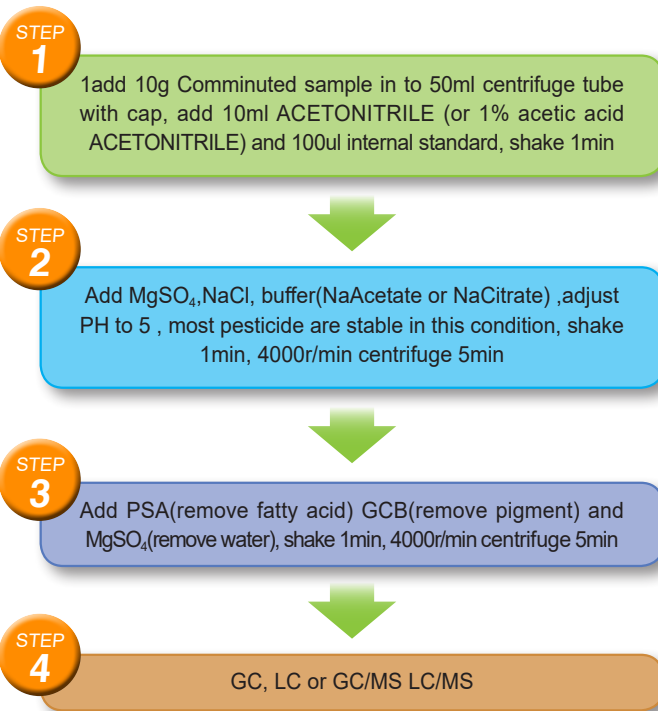 STEP
1
1add 10g Comminuted sample in to 50ml centrifuge tube
with cap, add 10ml ACETONITRILE (or 1% acetic acid
ACETONITRILE) and 100ul internal standard, shake 1min
STEP
2
Add MgSO₄,NaCl, buffer(NaAcetate or NaCitrate) ,adjust
PH to 5 , most pesticide are stable in this condition, shake
1min, 4000r/min centrifuge 5min
STEP
3
Add PSA(remove fatty acid) GCB(remove pigment) and
MgSO₄(remove water), shake 1min, 4000r/min centrifuge 5min
STEP
4
GC, LC or GC/MS LC/MS